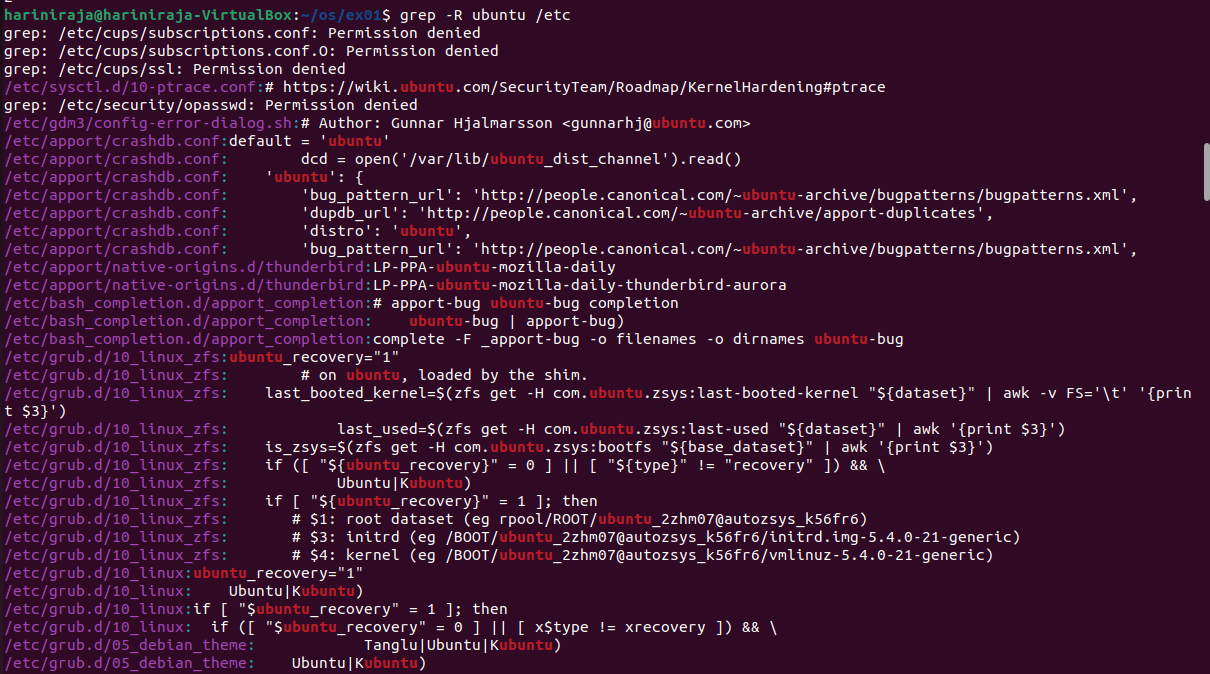 hariniraja@hariniraja-VirtualBox:~/os/ex01$ grep -R ubuntu /etc
grep: /etc/cups/subscriptions.conf: Permission denied
grep: /etc/cups/subscriptions.conf.O: Permission denied
grep: /etc/cups/ssl: Permission denied
/etc/sysctl.d/10-ptrace.conf:# https://wiki.ubuntu.com/SecurityTeam/Roadmap/KernelHardening#ptrace
grep: /etc/security/opasswd: Permission denied
/etc/gdm3/config-error-dialog.sh:# Author: Gunnar Hjalmarsson <gunnarhj@ubuntu.com>
/etc/apport/crashdb.conf:default = 'ubuntu'
/etc/apport/crashdb.conf:        dcd = open('/var/lib/ubuntu_dist_channel').read()
/etc/apport/crashdb.conf:    'ubuntu': {
/etc/apport/crashdb.conf:        'bug_pattern_url': 'http://people.canonical.com/~ubuntu-archive/bugpatterns/bugpatterns.xml',
/etc/apport/crashdb.conf:        'dupdb_url': 'http://people.canonical.com/~ubuntu-archive/apport-duplicates',
/etc/apport/crashdb.conf:        'distro': 'ubuntu',
/etc/apport/crashdb.conf:        'bug_pattern_url': 'http://people.canonical.com/~ubuntu-archive/bugpatterns/bugpatterns.xml',
/etc/apport/native-origins.d/thunderbird:LP-PPA-ubuntu-mozilla-daily
/etc/apport/native-origins.d/thunderbird:LP-PPA-ubuntu-mozilla-daily-thunderbird-aurora
/etc/bash_completion.d/apport_completion:# apport-bug ubuntu-bug completion
/etc/bash_completion.d/apport_completion:    ubuntu-bug | apport-bug)
/etc/bash_completion.d/apport_completion:complete -F _apport-bug -o filenames -o dirnames ubuntu-bug
/etc/grub.d/10_linux_zfs:ubuntu_recovery="1"
/etc/grub.d/10_linux_zfs:        # on ubuntu, loaded by the shim.
/etc/grub.d/10_linux_zfs:    last_booted_kernel=$(zfs get -H com.ubuntu.zsys:last-booted-kernel "${dataset}" | awk -v FS='\t' '{prin
t $3}')
/etc/grub.d/10_linux_zfs:            last_used=$(zfs get -H com.ubuntu.zsys:last-used "${dataset}" | awk '{print $3}')
/etc/grub.d/10_linux_zfs:    is_zsys=$(zfs get -H com.ubuntu.zsys:bootfs "${base_dataset}" | awk '{print $3}')
/etc/grub.d/10_linux_zfs:    if ([ "${ubuntu_recovery}" = 0 ] || [ "${type}" != "recovery" ]) && \
/etc/grub.d/10_linux_zfs:            Ubuntu|Kubuntu)
/etc/grub.d/10_linux_zfs:    if [ "${ubuntu_recovery}" = 1 ]; then
/etc/grub.d/10_linux_zfs:       # $1: root dataset (eg rpool/ROOT/ubuntu_2zhm07@autozsys_k56fr6)
/etc/grub.d/10_linux_zfs:       # $3: initrd (eg /BOOT/ubuntu_2zhm07@autozsys_k56fr6/initrd.img-5.4.0-21-generic)
/etc/grub.d/10_linux_zfs:       # $4: kernel (eg /BOOT/ubuntu_2zhm07@autozsys_k56fr6/vmlinuz-5.4.0-21-generic)
/etc/grub.d/10_linux:ubuntu_recovery="1"
/etc/grub.d/10_linux:    Ubuntu|Kubuntu)
/etc/grub.d/10_linux:if [ "$ubuntu_recovery" = 1 ]; then
/etc/grub.d/10_linux:  if ([ "$ubuntu_recovery" = 0 ] || [ x$type != xrecovery ]) && \
/etc/grub.d/05_debian_theme:            Tanglu|Ubuntu|Kubuntu)
/etc/grub.d/05_debian_theme:    Ubuntu|Kubuntu)